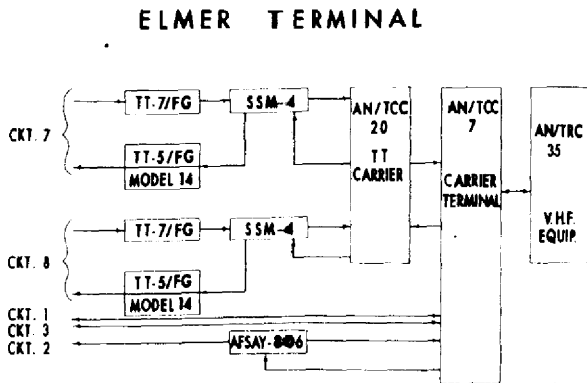 ELMER TERMINAL
TT-7/FG
SSM-4
AN/TCC
20
TT
CARRIER
AN/TCC
7
CARRIER
TERMINAL
AN/TRC
35
V.H.F.
EQUIP.
CKT. 7
TT-5/FG
MODEL 14
TT-7/FG
SSM-4
CKT. 8
TT-5/FG
MODEL 14
CKT. 1
CKT. 3
CKT. 2